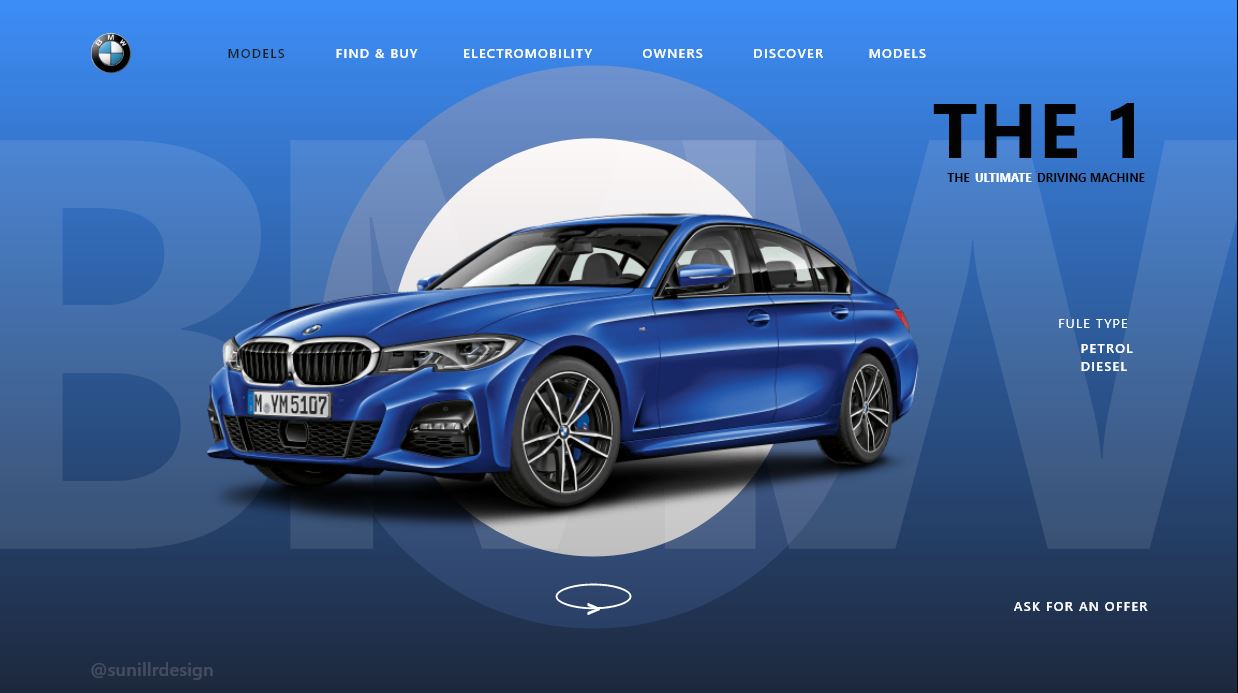 BMW
MODELS FIND & BUY ELECTROMOBILITY OWNERS DISCOVER MODELS
THE 1
THE ULTIMATE DRIVING MACHINE
BMW
FULE TYPE
PETROL
DIESEL
M YM 5107
ASK FOR AN OFFER
@sunillrdesign